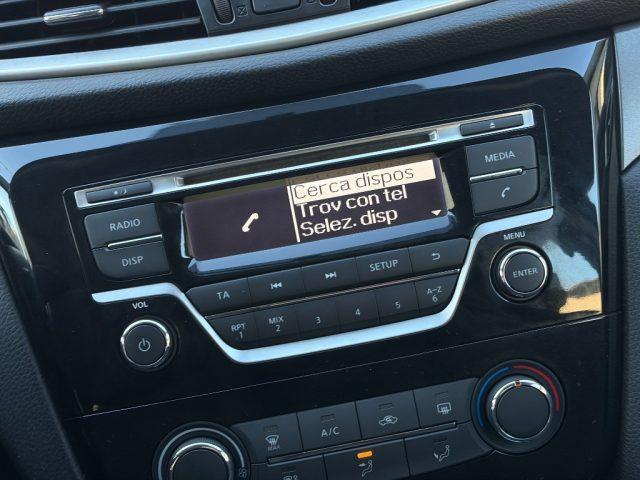 MEDIA
Cerca dispos
Trov con tel
Selez. disp
RADIO
DISP
MENU
ENTER
TA
SETUP
VOL
RPT 1
MIX 2
3
4
5
A-Z 6
MAX
A/C